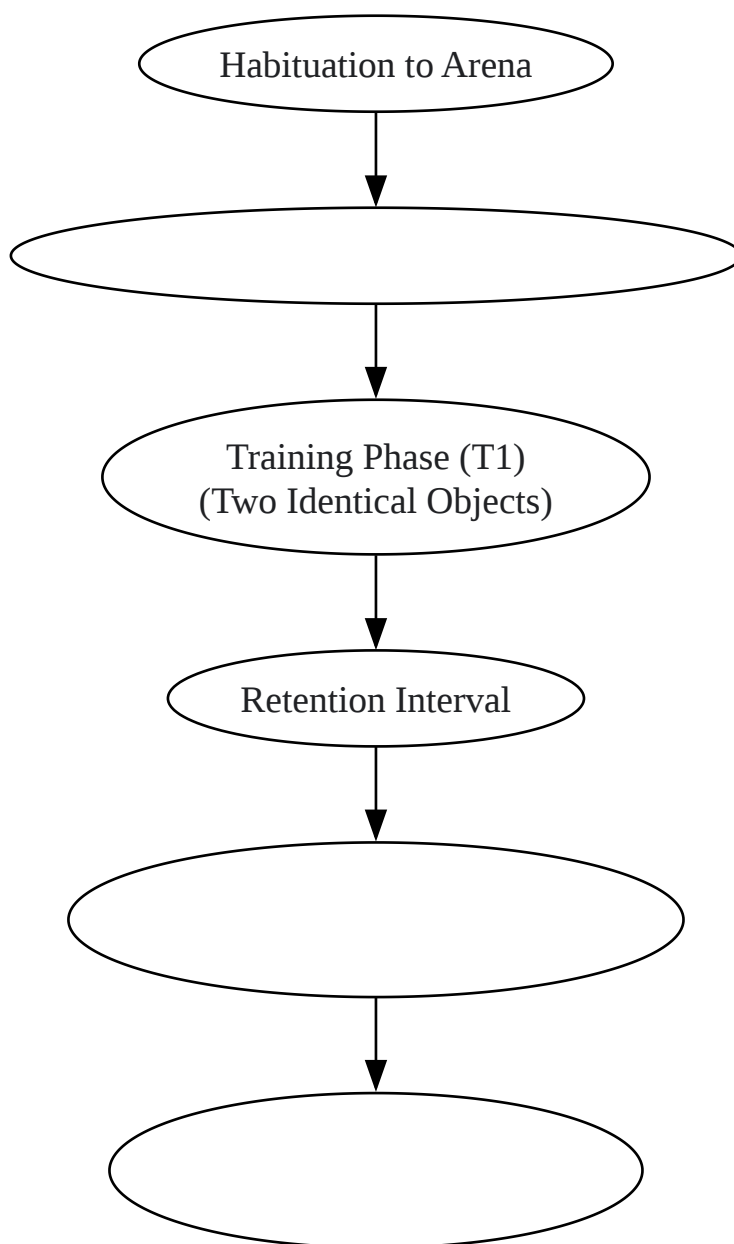 Habituation to Arena
Training Phase (T1)
(Two Identical Objects)
Retention Interval